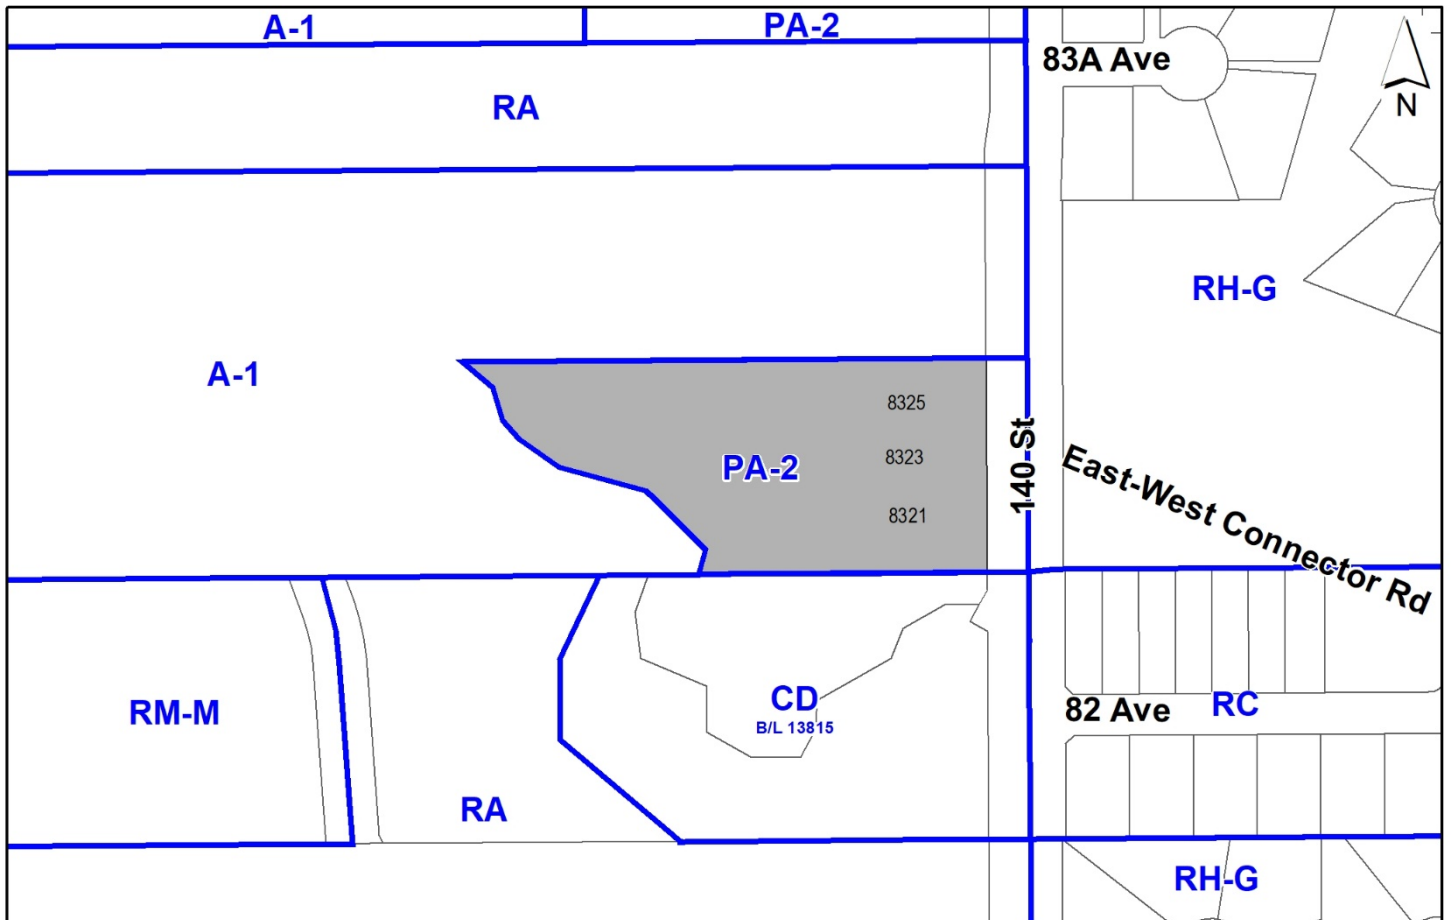 A-1
PA-2
83A Ave
N
RA
RH-G
A-1
8325
PA-2
8323
8321
140 St
East-West Connector Rd
RM-M
CD
B/L 13815
82 Ave
RC
RA
RH-G